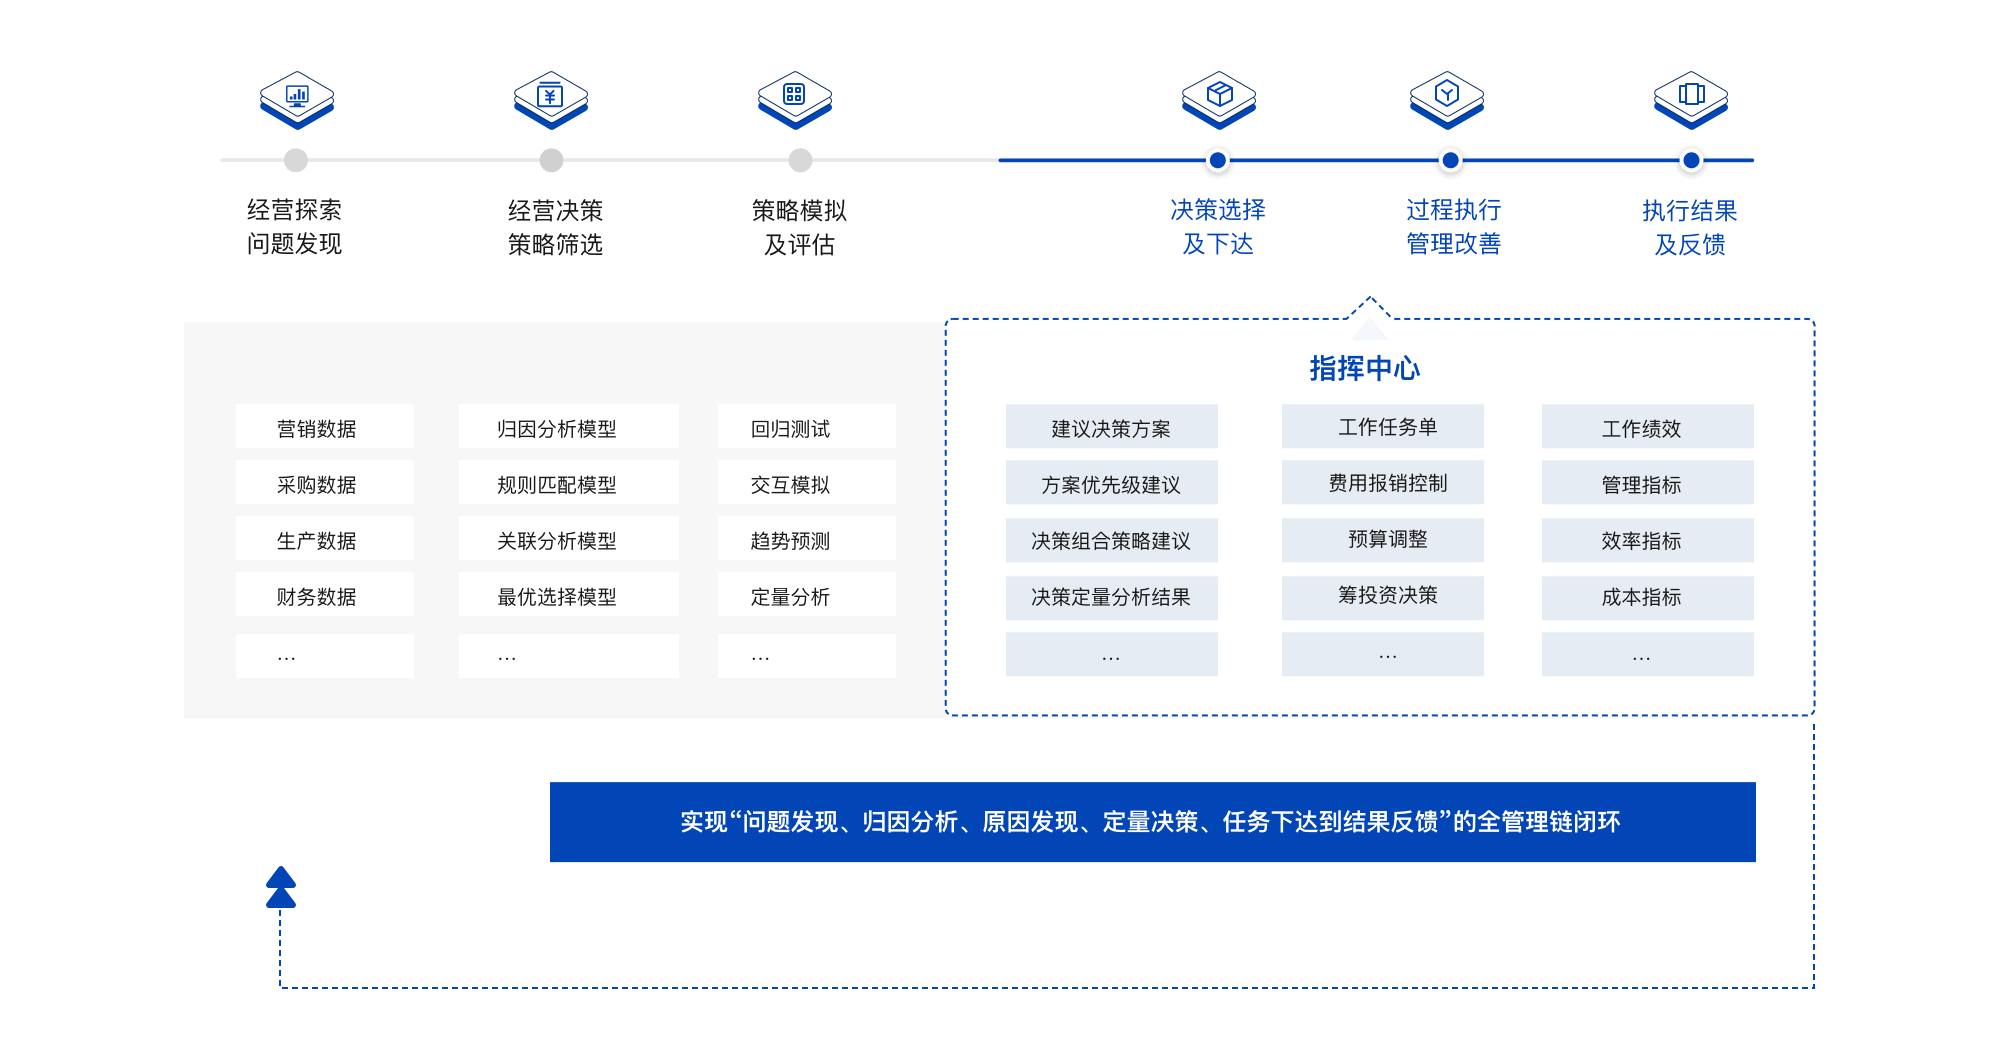 经营探索
问题发现
经营决策
策略筛选
策略模拟
及评估
决策选择
及下达
过程执行
管理改善
执行结果
及反馈
营销数据
采购数据
生产数据
财务数据
…
归因分析模型
规则匹配模型
关联分析模型
最优选择模型
…
回归测试
交互模拟
趋势预测
定量分析
…
指挥中心
建议决策方案
方案优先级建议
决策组合策略建议
决策定量分析结果
…
工作任务单
费用报销控制
预算调整
筹投资决策
…
工作绩效
管理指标
效率指标
成本指标
…
实现“问题发现、归因分析、原因发现、定量决策、任务下达到结果反馈”的全管理链闭环